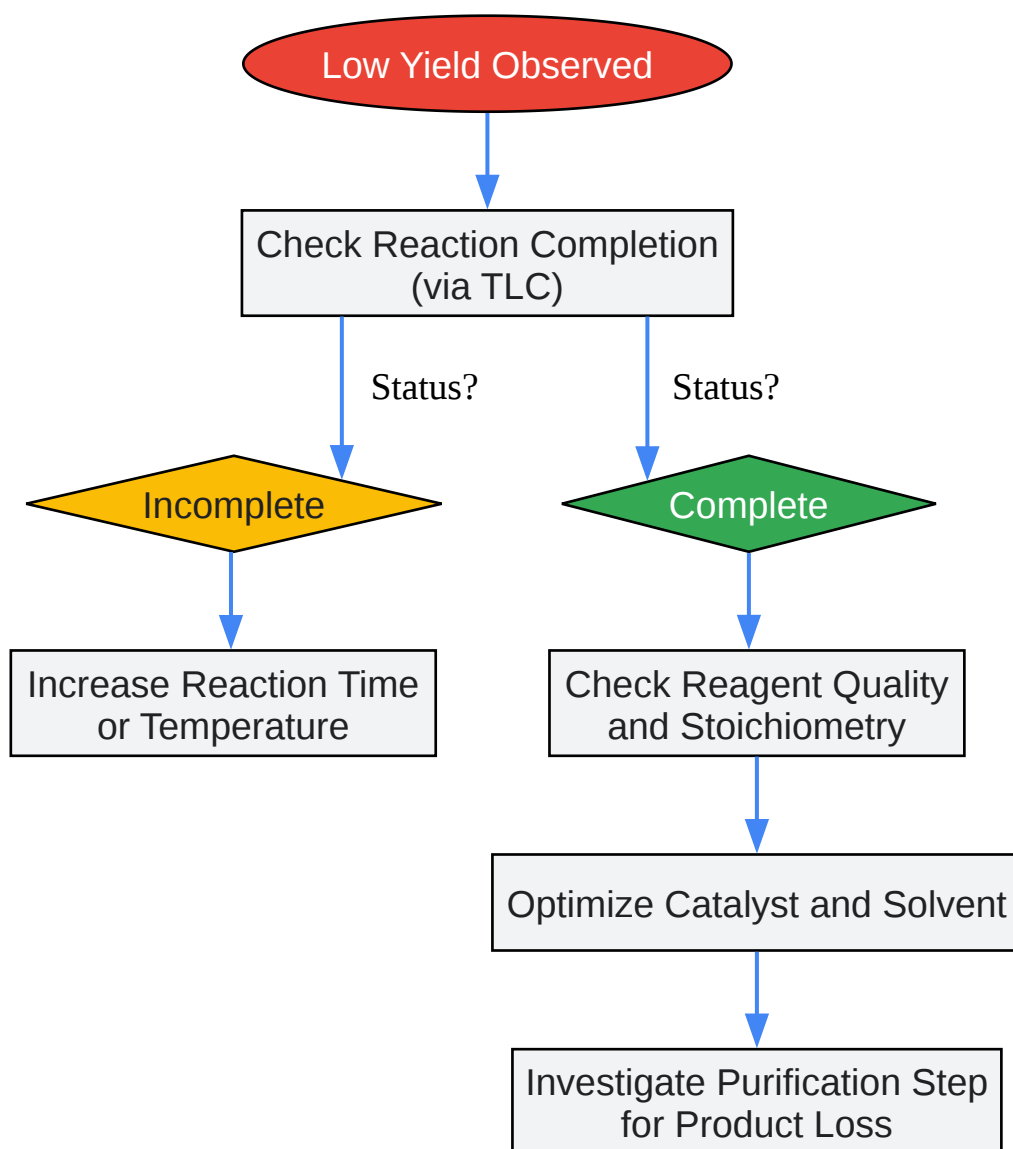 Low Yield Observed
Check Reaction Completion
(via TLC)
Status?
Status?
Incomplete
Complete
Increase Reaction Time
or Temperature
Check Reagent Quality
and Stoichiometry
Optimize Catalyst and Solvent
Investigate Purification Step
for Product Loss